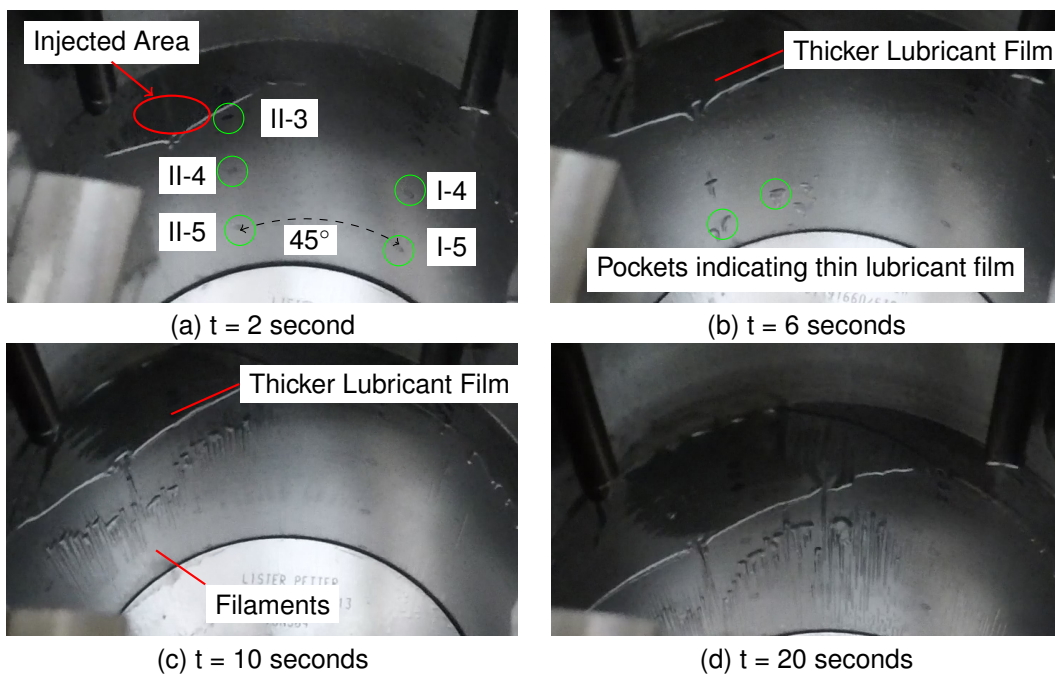 Injected Area
II-3
II-4
I-4
II-5
45°
I-5
(a) t = 2 second
Thicker Lubricant Film
Pockets indicating thin lubricant film
(b) t = 6 seconds
Thicker Lubricant Film
LISTER PETTER
Filaments
(c) t = 10 seconds
(d) t = 20 seconds